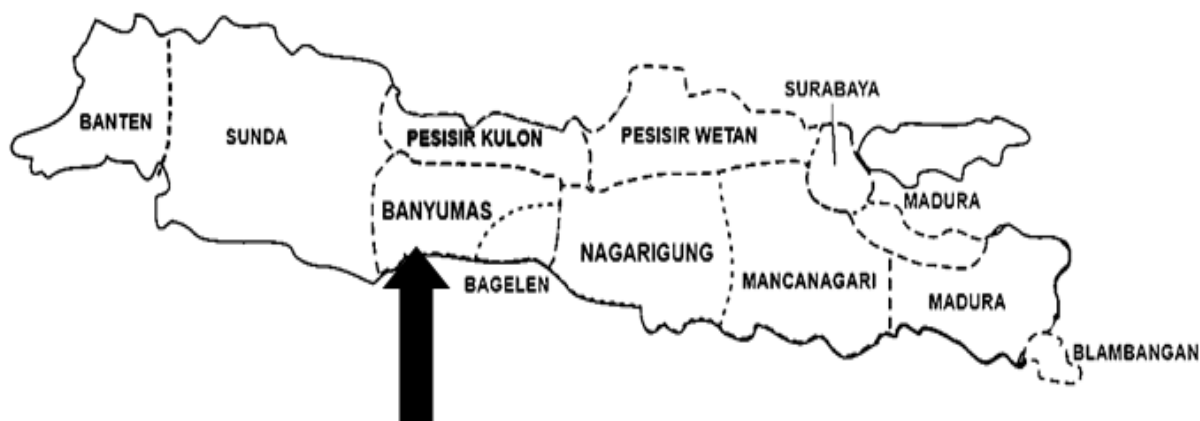 SURABAYA
BANTEN
SUNDA
PESISIR KULON
PESISIR WETAN
BANYUMAS
MADURA
NAGARIGUNG
BAGELEN
MANCANAGARI
MADURA
BLAMBANGAN